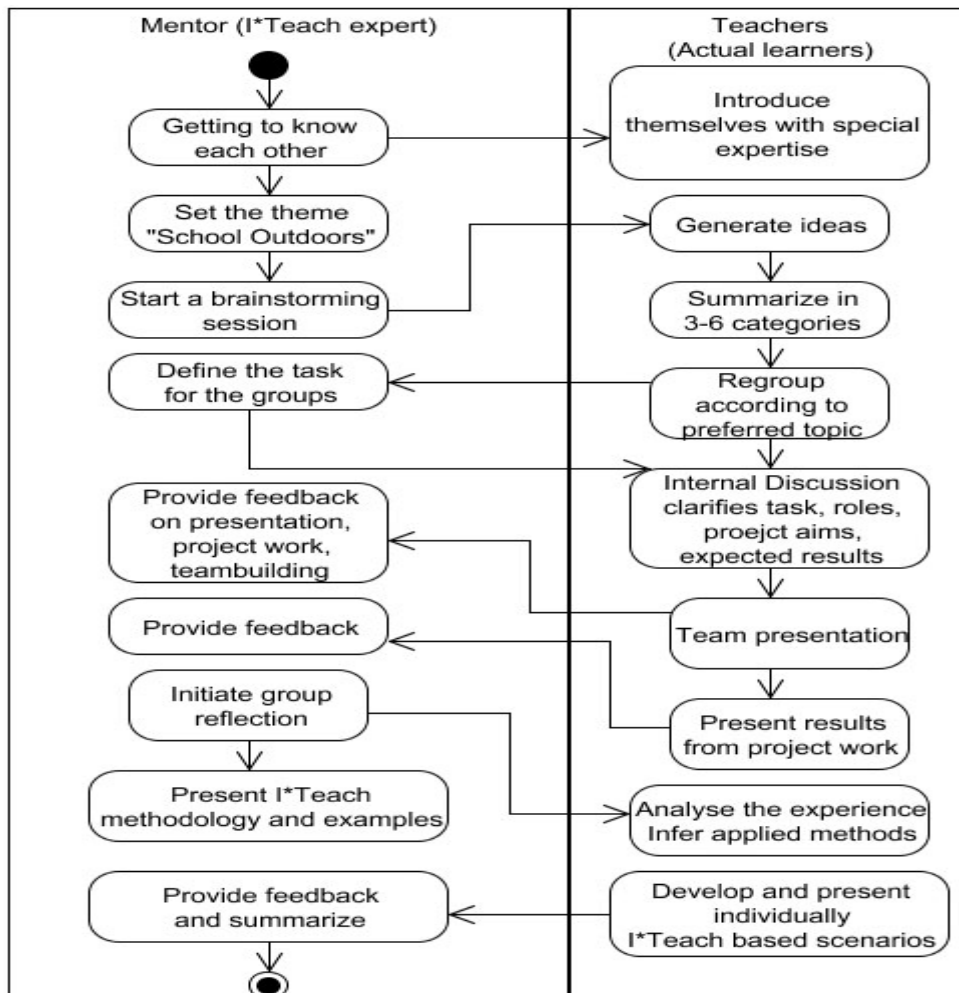 Mentor (I*Teach expert)
Teachers
(Actual learners)
Getting to know
each other
Introduce
themselves with special
expertise
Set the theme
"School Outdoors"
Generate ideas
Start a brainstorming
session
Summarize in
3-6 categories
Define the task
for the groups
Regroup
according to
preferred topic
Internal Discussion
clarifies task, roles,
proejct aims,
expected results
Provide feedback
on presentation,
project work,
teambuilding
Team presentation
Provide feedback
Initiate group
reflection
Present results
from project work
Present I*Teach
methodology and examples
Analyse the experience
Infer applied methods
Provide feedback
and summarize
Develop and present
individually
I*Teach based scenarios